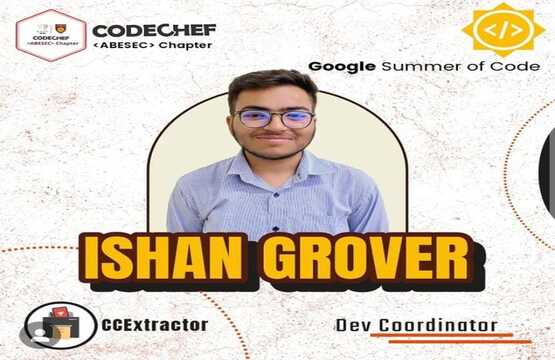 CODECHEF
<ABESEC> Chapter
CODECHEF
<ABESEC> Chapter
</>
Google Summer of Code
ISHAN GROVER
CCExtractor
Dev Coordinator